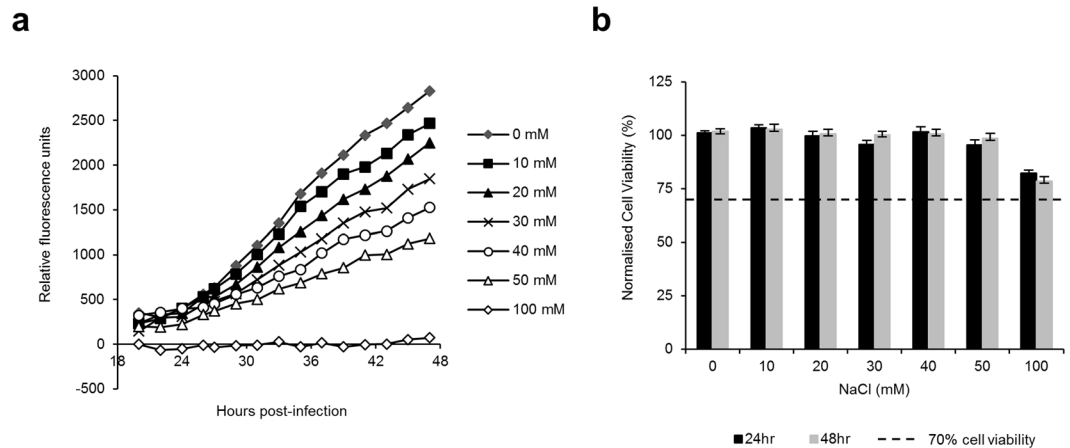 a
3000
2500
2000
1500
1000
500
0
-500
18
24
30
36
42
48
Relative fluorescence units
Hours post-infection
0 mM
10 mM
20 mM
30 mM
40 mM
50 mM
100 mM
b
125
100
75
50
25
0
Normalised Cell Viability (%)
0 10 20 30 40 50 100
NaCl (mM)
24hr 48hr 70% cell viability